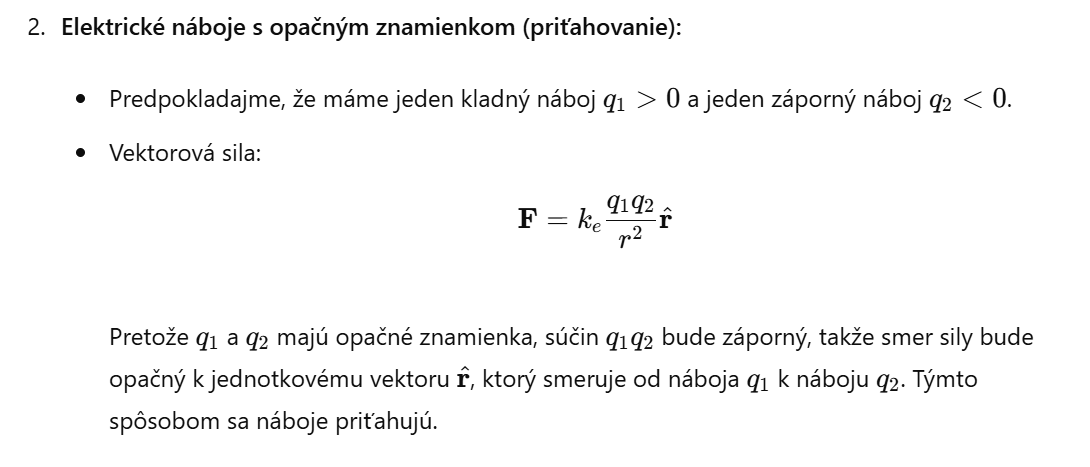 2. Elektrické náboje s opačným znamienkom (priťahovanie):
• Predpokladajme, že máme jeden kladný náboj q₁ > 0 a jeden záporný náboj q₂ < 0.
• Vektorová sila:
F = kₑ q₁q₂/r² r̂
Pretože q₁ a q₂ majú opačné znamienka, súčin q₁q₂ bude záporný, takže smer sily bude
opačný k jednotkovému vektoru r̂, ktorý smeruje od náboja q₁ k náboju q₂. Týmto
spôsobom sa náboje priťahujú.